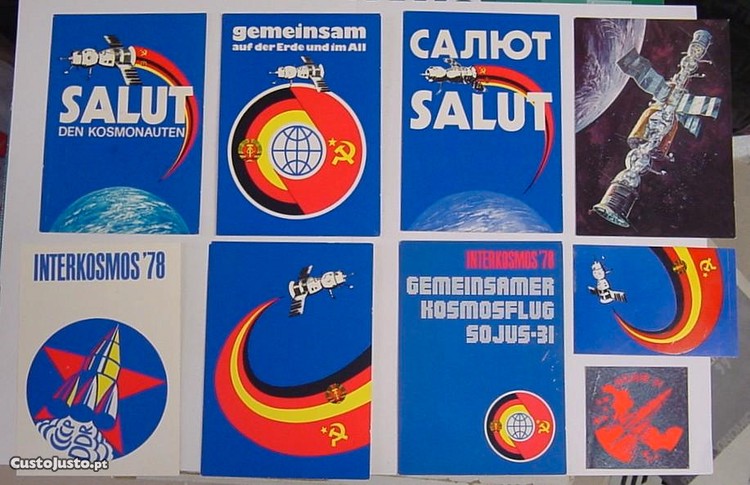 SALUT
DEN KOSMONAUTEN
gemeinsam
auf der Erde und im All
САЛЮТ
SALUT
INTERKOSMOS '78
DDR
INTERKOSMOS '78
GEMEINSAMER
KOSMOSFLUG
SOJUS-31
CustoJusto.pt